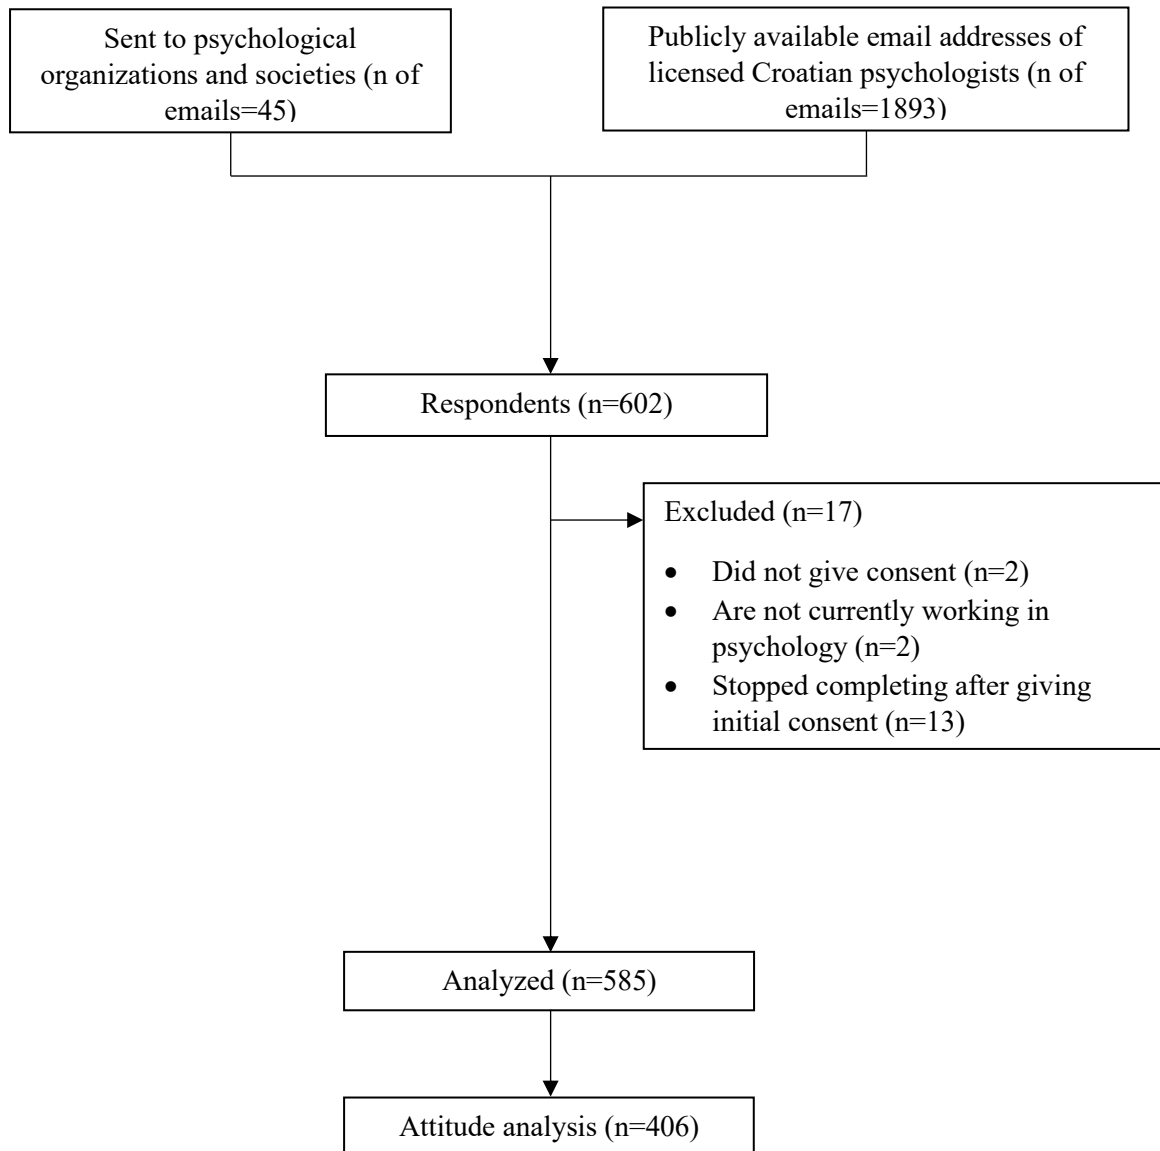 Sent to psychological
organizations and societies (n of
emails=45)
Publicly available email addresses of
licensed Croatian psychologists (n of
emails=1893)
Respondents (n=602)
Excluded (n=17)
• Did not give consent (n=2)
• Are not currently working in
psychology (n=2)
• Stopped completing after giving
initial consent (n=13)
Analyzed (n=585)
Attitude analysis (n=406)